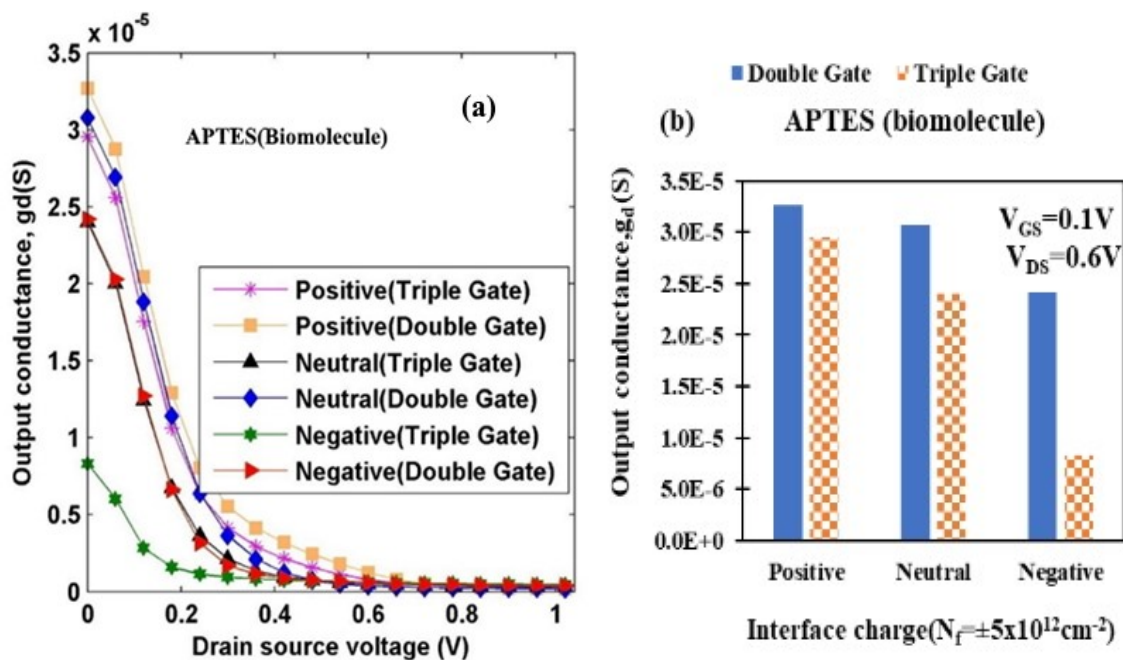 x 10^-5
3.5
3
2.5
2
1.5
1
0.5
0
Output conductance, gd(S)
(a)
APTES(Biomolecule)
Positive(Triple Gate)
Positive(Double Gate)
Neutral(Triple Gate)
Neutral(Double Gate)
Negative(Triple Gate)
Negative(Double Gate)
0 0.2 0.4 0.6 0.8 1
Drain source voltage (V)
Double Gate Triple Gate
(b) APTES (biomolecule)
3.5E-5
3.0E-5
2.5E-5
2.0E-5
1.5E-5
1.0E-5
5.0E-6
0.0E+0
Output conductance,g_d (S)
V_GS=0.1V
V_DS=0.6V
Positive Neutral Negative
Interface charge(N_f=±5x10^12cm^-2)